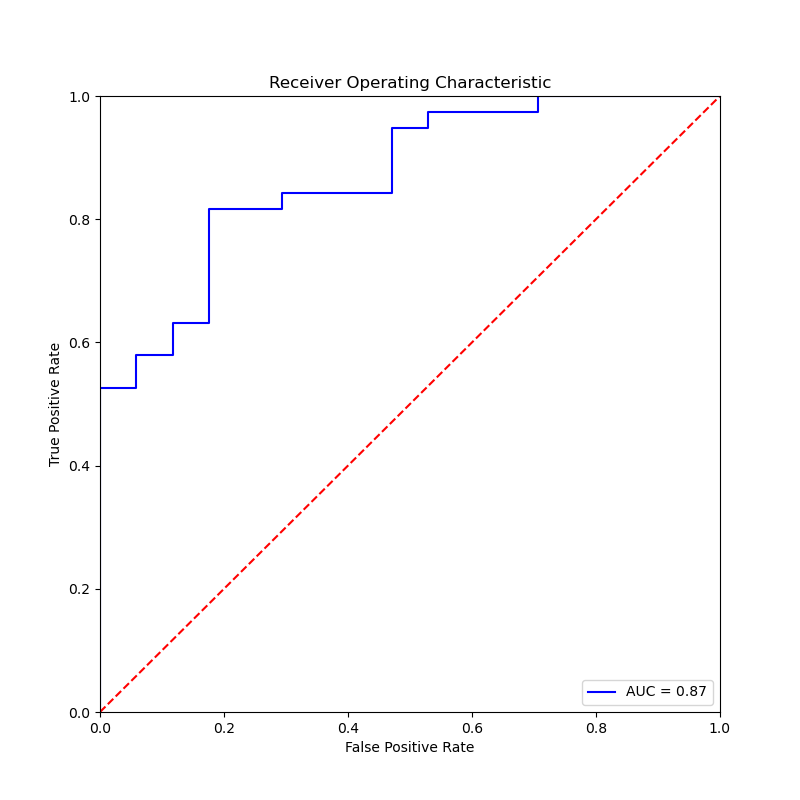 Receiver Operating Characteristic
1.0
0.8
0.6
0.4
0.2
0.0
True Positive Rate
AUC = 0.87
0.0 0.2 0.4 0.6 0.8 1.0
False Positive Rate